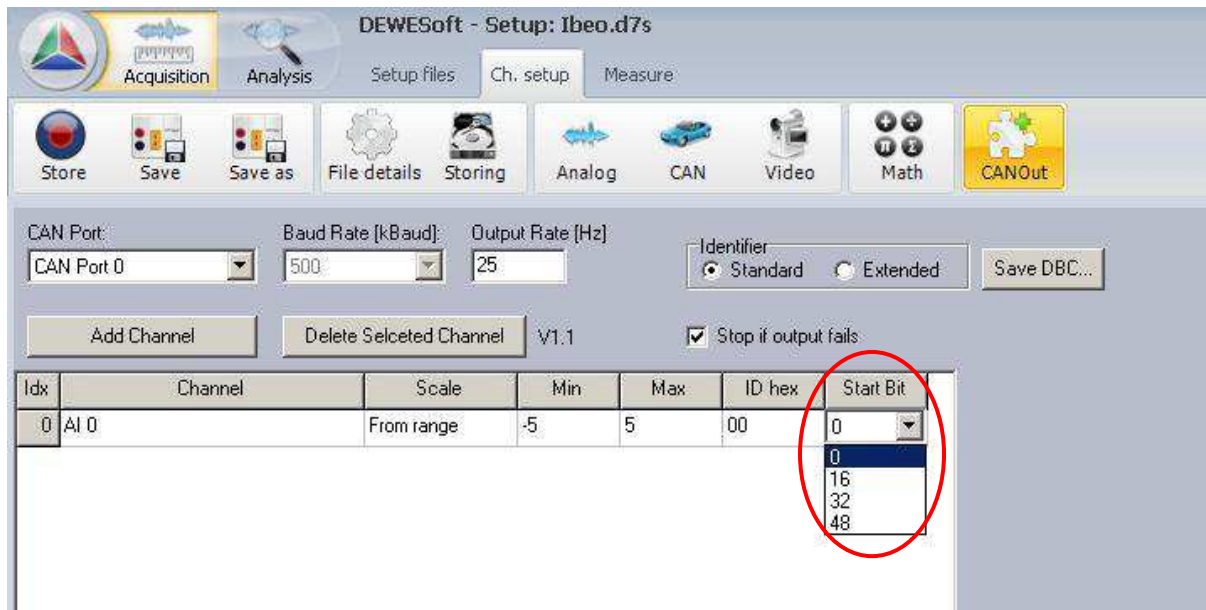 DEWESoft - Setup: Ibeo.d7s
Acquisition Analysis Setup files Ch. setup Measure
Store Save Save as File details Storing Analog CAN Video Math CANOut
CAN Port: Baud Rate [kBaud]: Output Rate [Hz] Identifier
CAN Port 0 500 25 Standard Extended Save DBC...
Add Channel Delete Selceted Channel V1.1 Stop if output fails
Idx Channel Scale Min Max ID hex Start Bit
0 AI 0 From range -5 5 00 0
0
16
32
48